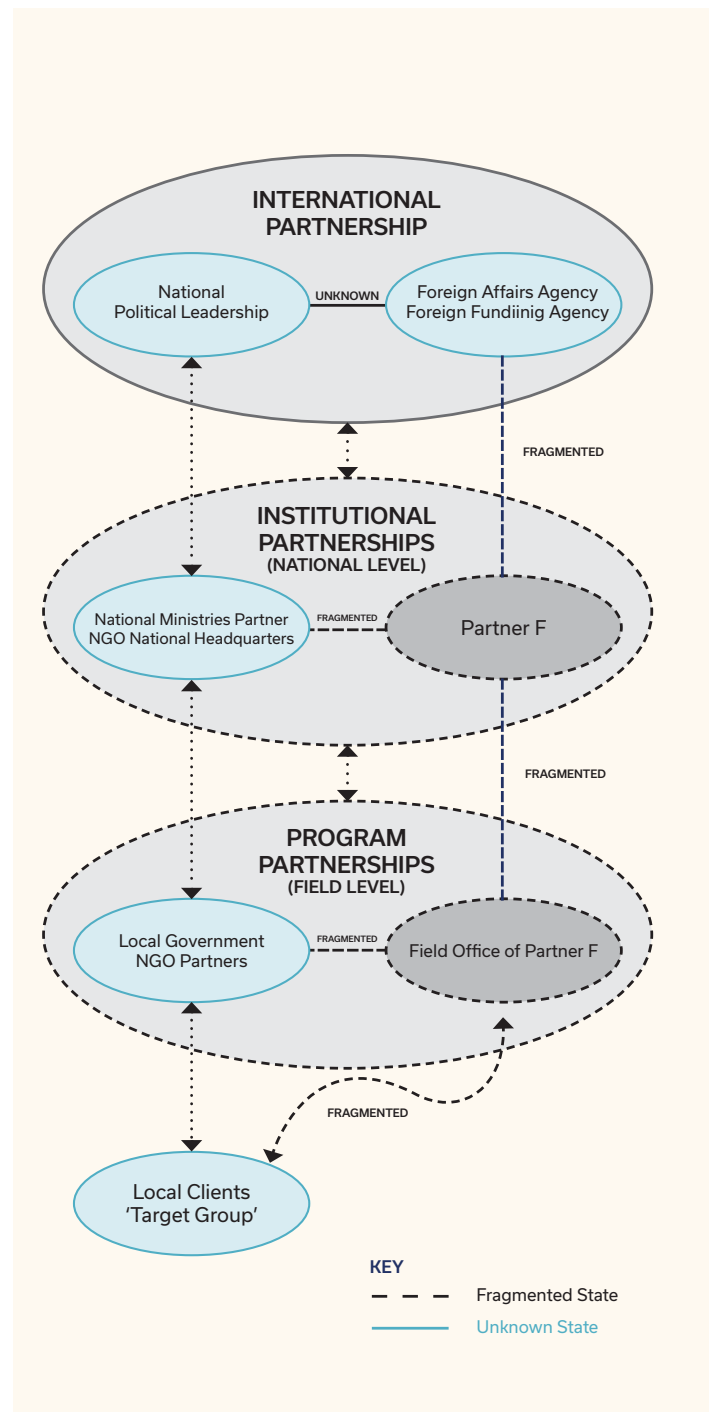 INTERNATIONAL
PARTNERSHIP
National
Political Leadership
UNKNOWN
Foreign Affairs Agency
Foreign Fundiinig Agency
FRAGMENTED
INSTITUTIONAL
PARTNERSHIPS
(NATIONAL LEVEL)
National Ministries Partner
NGO National Headquarters
FRAGMENTED
Partner F
FRAGMENTED
PROGRAM
PARTNERSHIPS
(FIELD LEVEL)
Local Government
NGO Partners
FRAGMENTED
Field Office of Partner F
FRAGMENTED
Local Clients
'Target Group'
KEY
Fragmented State
Unknown State